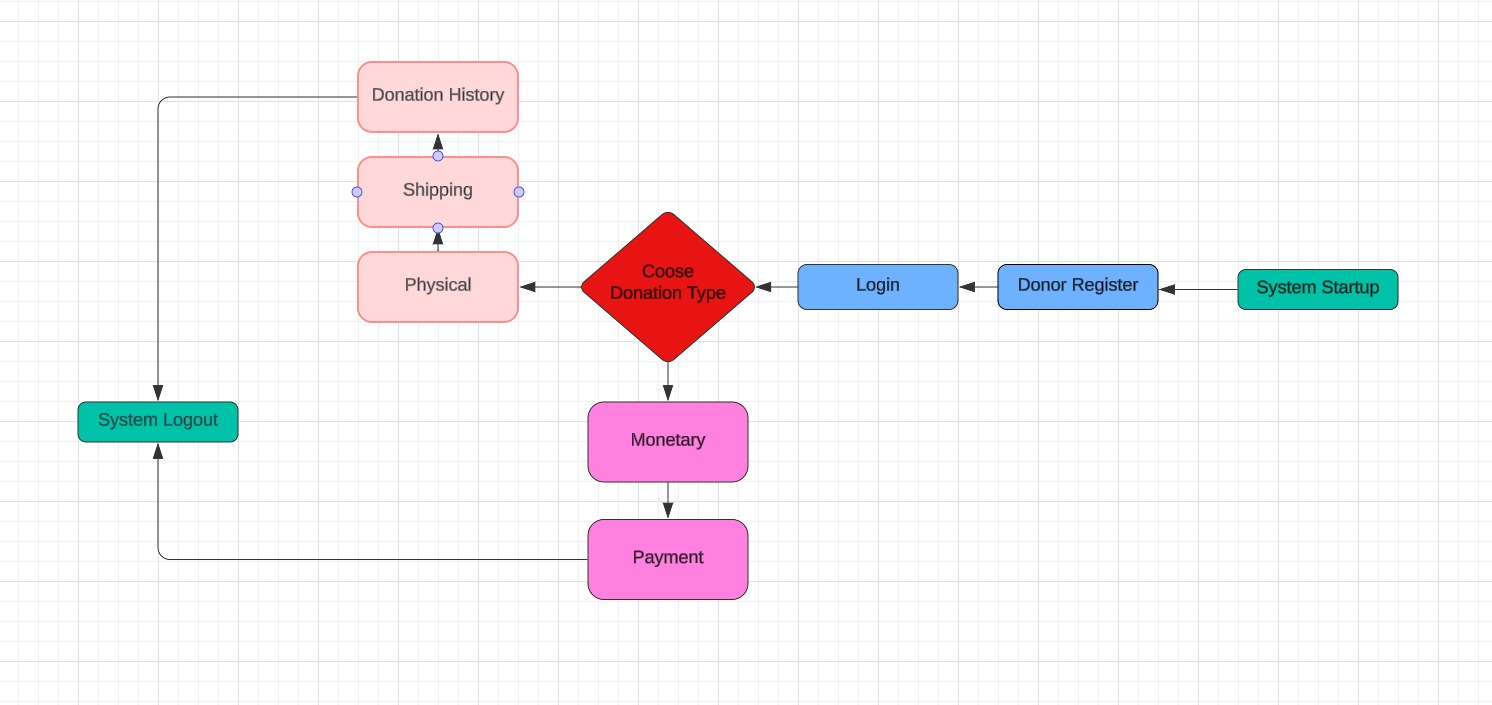 Donation History
Shipping
Physical
Coose
Donation Type
Login
Donor Register
System Startup
System Logout
Monetary
Payment